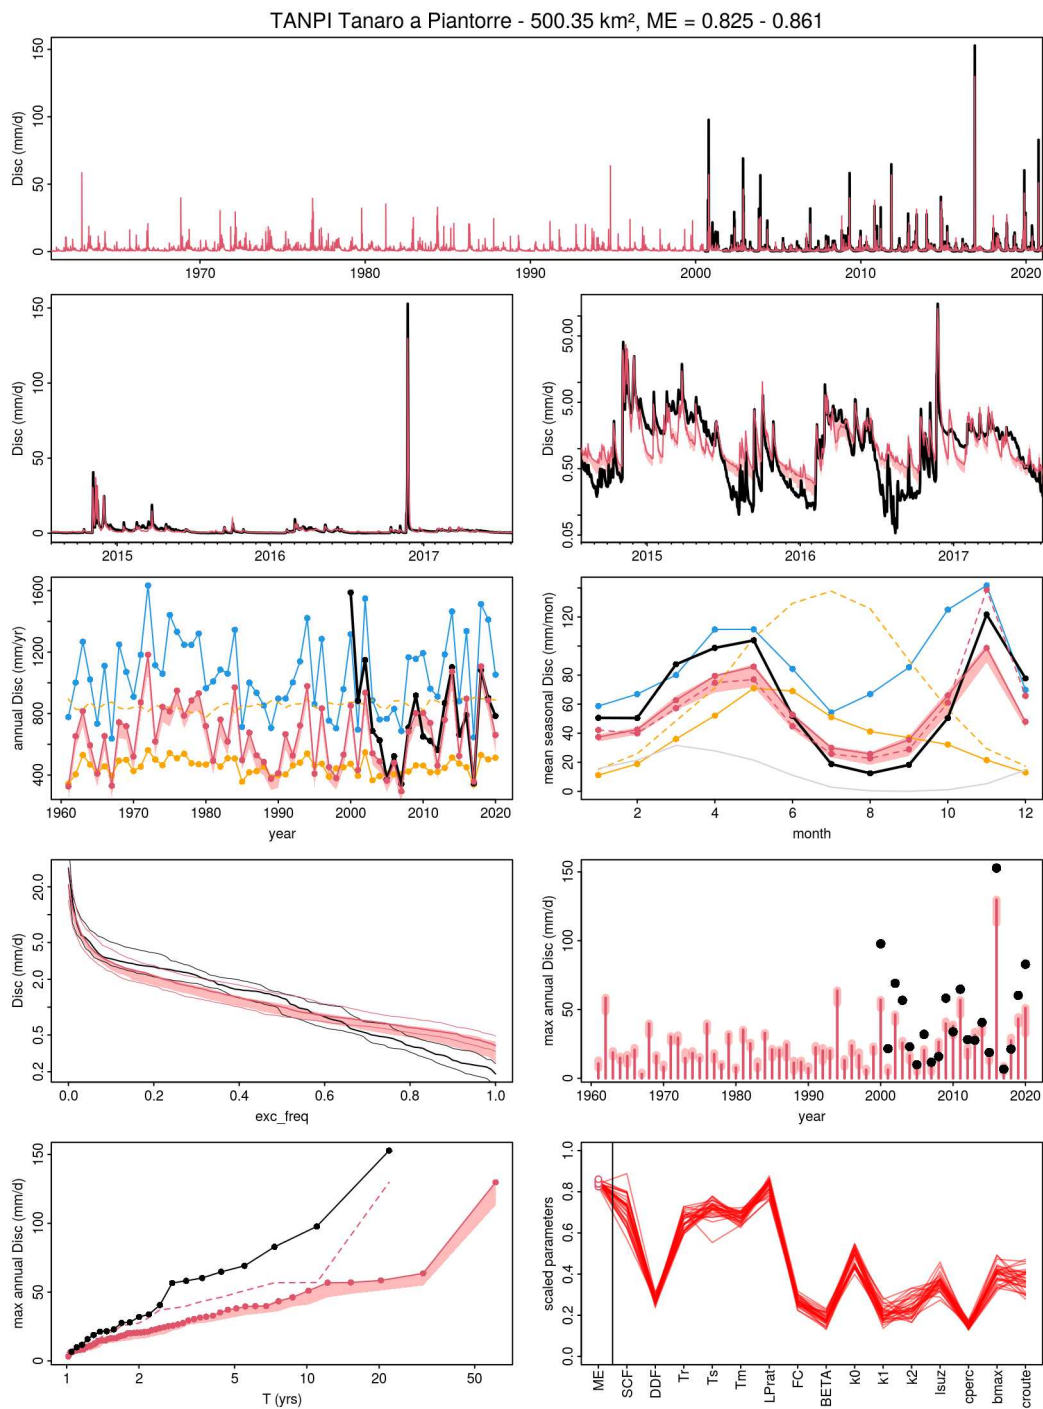 TANPI Tanaro a Piantorre - 500.35 km², ME = 0.825 - 0.861
Disc (mm/d)
0 50 100 150
1970 1980 1990 2000 2010 2020
Disc (mm/d)
0 50 100 150
2015 2016 2017
Disc (mm/d)
0.05 0.50 5.00 50.00
2015 2016 2017
annual Disc (mm/yr)
400 800 1200 1600
1960 1970 1980 1990 2000 2010 2020
year
mean seasonal Disc (mm/mon)
0 20 40 60 80 120
2 4 6 8 10 12
month
Disc (mm/d)
0.2 0.5 2.0 5.0 20.0
0.0 0.2 0.4 0.6 0.8 1.0
exc_freq
max annual Disc (mm/d)
0 50 100 150
1960 1970 1980 1990 2000 2010 2020
year
max annual Disc (mm/d)
0 50 100 150
1 2 5 10 20 50
T (yrs)
scaled parameters
0.0 0.2 0.4 0.6 0.8 1.0
ME SCF DDF Tr Ts Tm LPrat FC BETA k0 k1 k2 lsuz cperc bmax croute